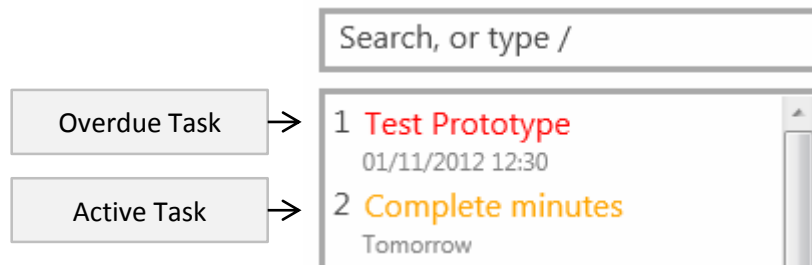 Search, or type /
Overdue Task
1 Test Prototype
01/11/2012 12:30
Active Task
2 Complete minutes
Tomorrow